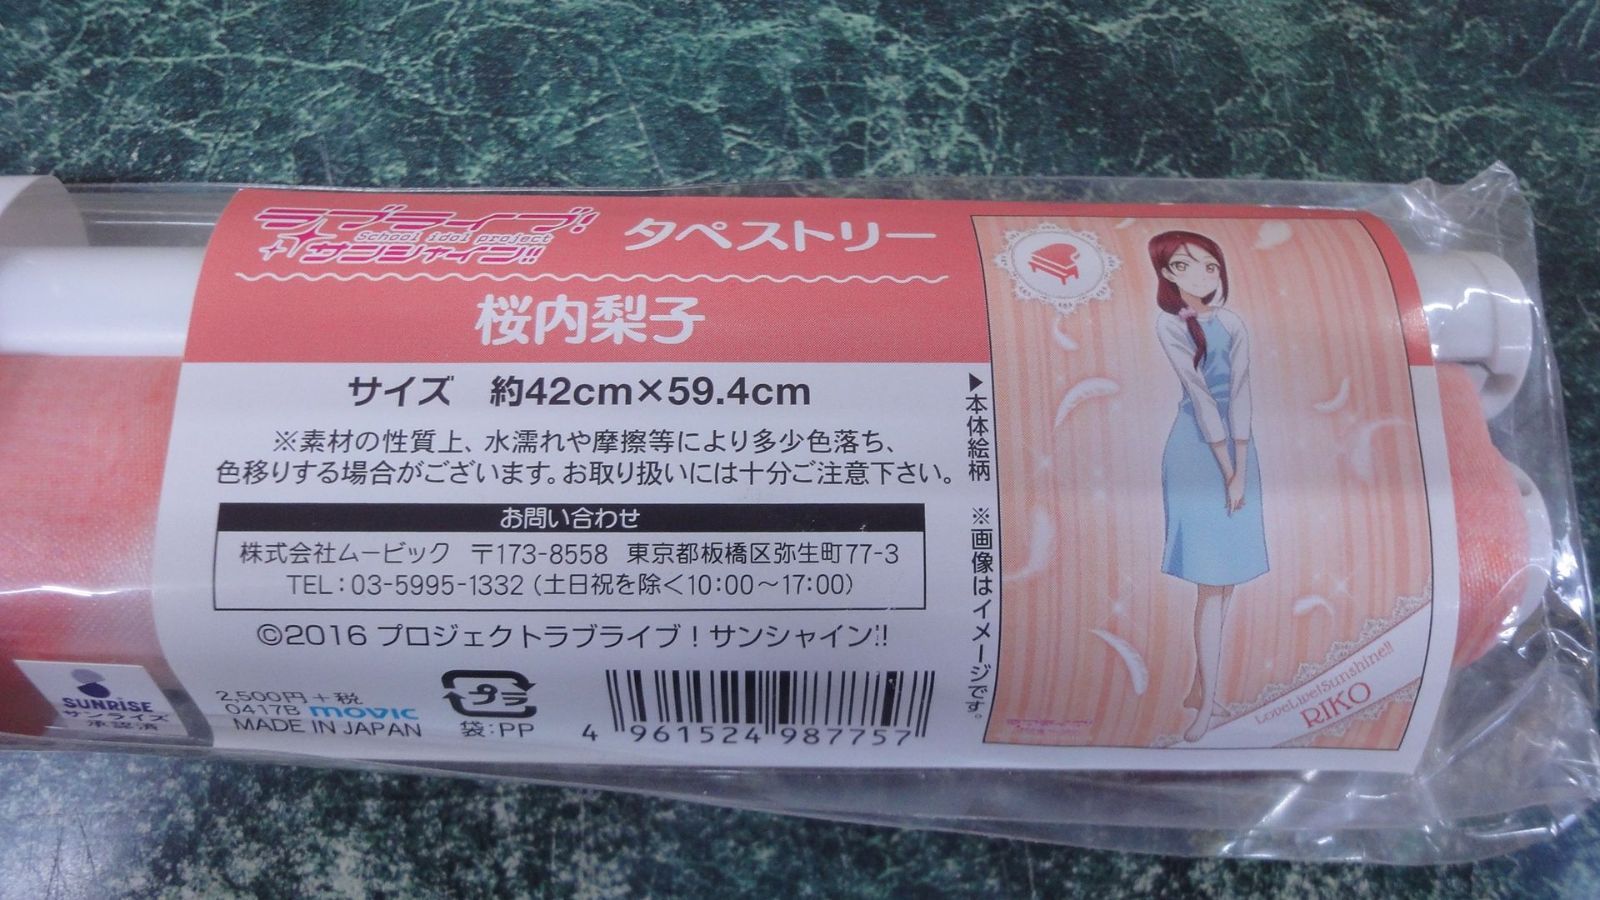 ラブライブ!
School idol project
サンシャイン!!
タペストリー
桜内梨子
サイズ 約42cm×59.4cm
※素材の性質上、水濡れや摩擦等により多少色落ち、
色移りする場合がございます。お取り扱いには十分ご注意下さい。
お問い合わせ
株式会社ムービック 〒173-8558 東京都板橋区弥生町77-3
TEL:03-5995-1332(土日祝を除く10:00～17:00)
©2016 プロジェクトラブライブ!サンシャイン!!
2,500円+税
0417B movic
MADE IN JAPAN
プラ
袋:PP
4 961524 987757
▶本体絵柄 ※画像はイメージです。
LoveLive!Sunshine!!
RIKO
SUNRISE
サンライズ
承認済